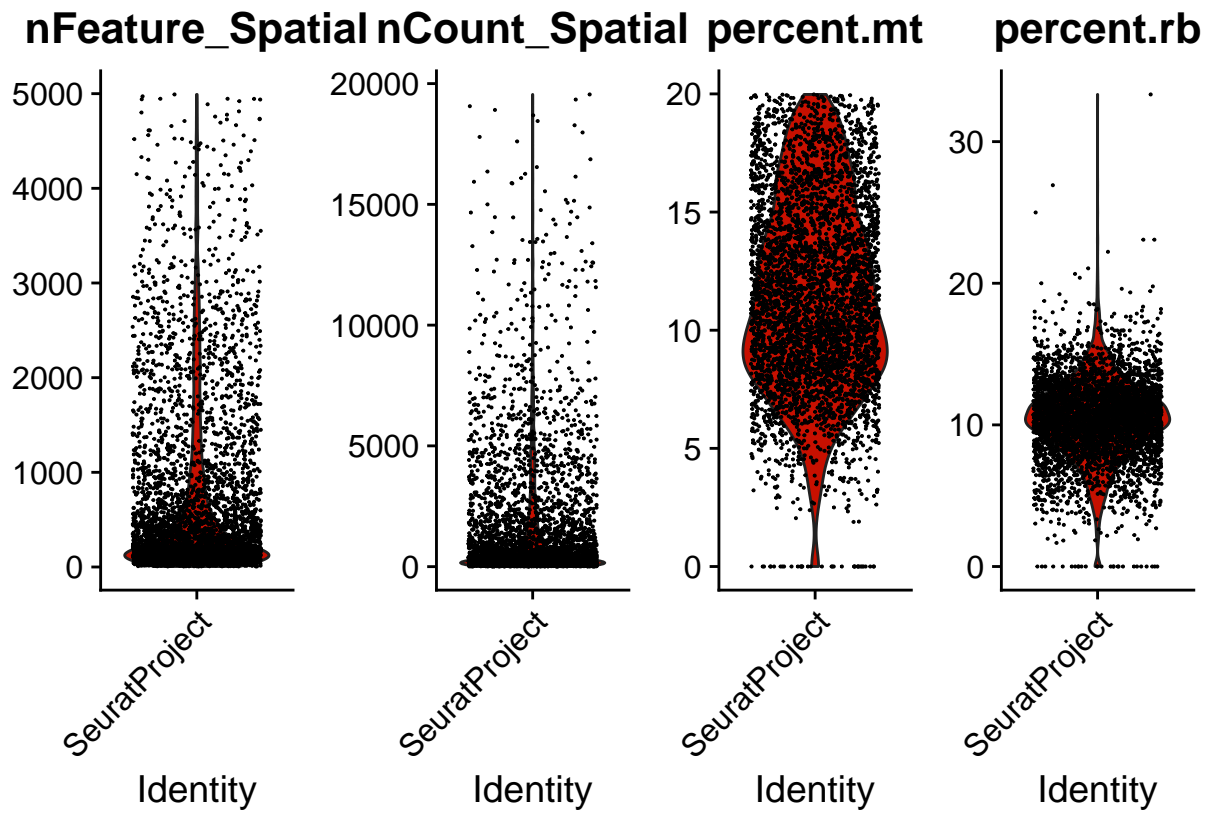 nFeature_Spatial
5000
4000
3000
2000
1000
0
SeuratProject
Identity
nCount_Spatial
20000
15000
10000
5000
0
SeuratProject
Identity
percent.mt
20
15
10
5
0
SeuratProject
Identity
percent.rb
30
20
10
0
SeuratProject
Identity